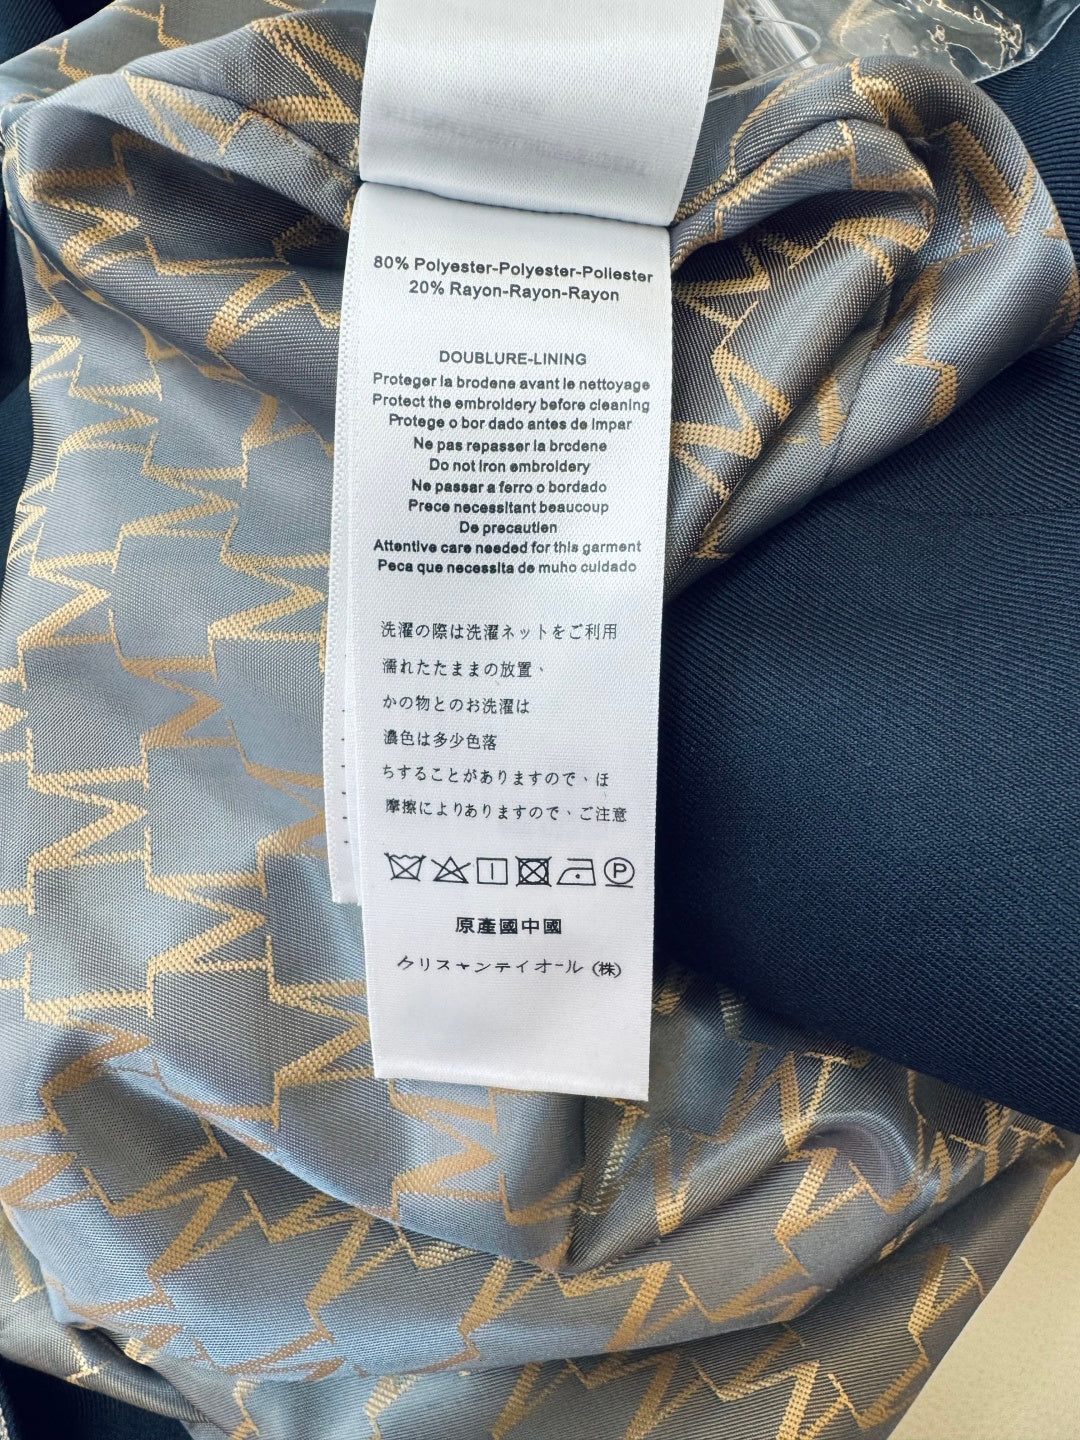 80% Polyester-Polyester-Poliester
20% Rayon-Rayon-Rayon
DOUBLURE-LINING
Proteger la brodene avant le nettoyage
Protect the embroidery before cleaning
Protege o bor dado antes de impar
Ne pas repasser la brcdene
Do not Iron embroldlery
Ne passar a ferro o bordado
Prece necessitant beaucoup
De precautien
Attentive care needed for this garment
Peca que necessita de muho cuidado
洗濯の際は洗濯ネットをご利用
濡れたたままの放置、
かの物とのお洗濯は
濃色は多少色落
ちすることがありますので、ほ
摩擦によりありますので、ご注意
P
原產國中國
クリスャンテイオール (株)